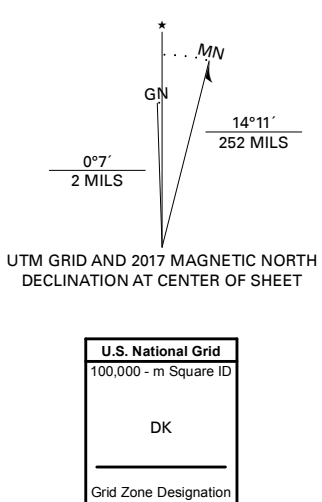 ★
MN
GN
14°11´
252 MILS
0°7´
2 MILS
UTM GRID AND 2017 MAGNETIC NORTH
DECLINATION AT CENTER OF SHEET
U.S. National Grid
100,000 - m Square ID
DK
Grid Zone Designation